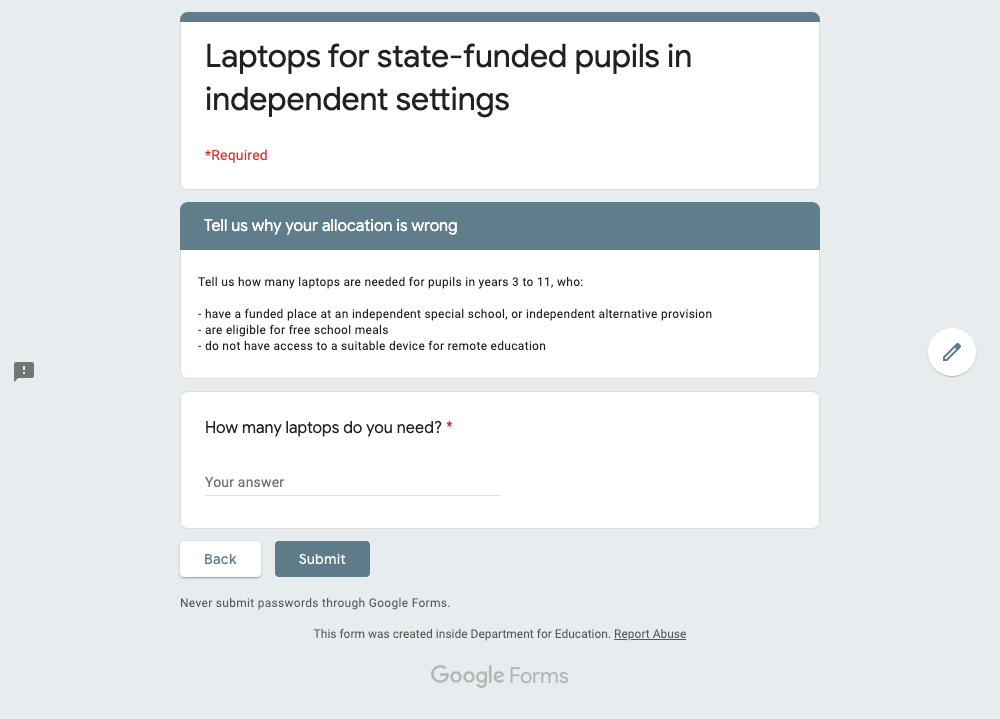 Laptops for state-funded pupils in
independent settings
*Required
Tell us why your allocation is wrong
Tell us how many laptops are needed for pupils in years 3 to 11, who:
- have a funded place at an independent special school, or independent alternative provision
- are eligible for free school meals
- do not have access to a suitable device for remote education
How many laptops do you need? *
Your answer
Back
Submit
Never submit passwords through Google Forms.
This form was created inside Department for Education. Report Abuse
Google Forms